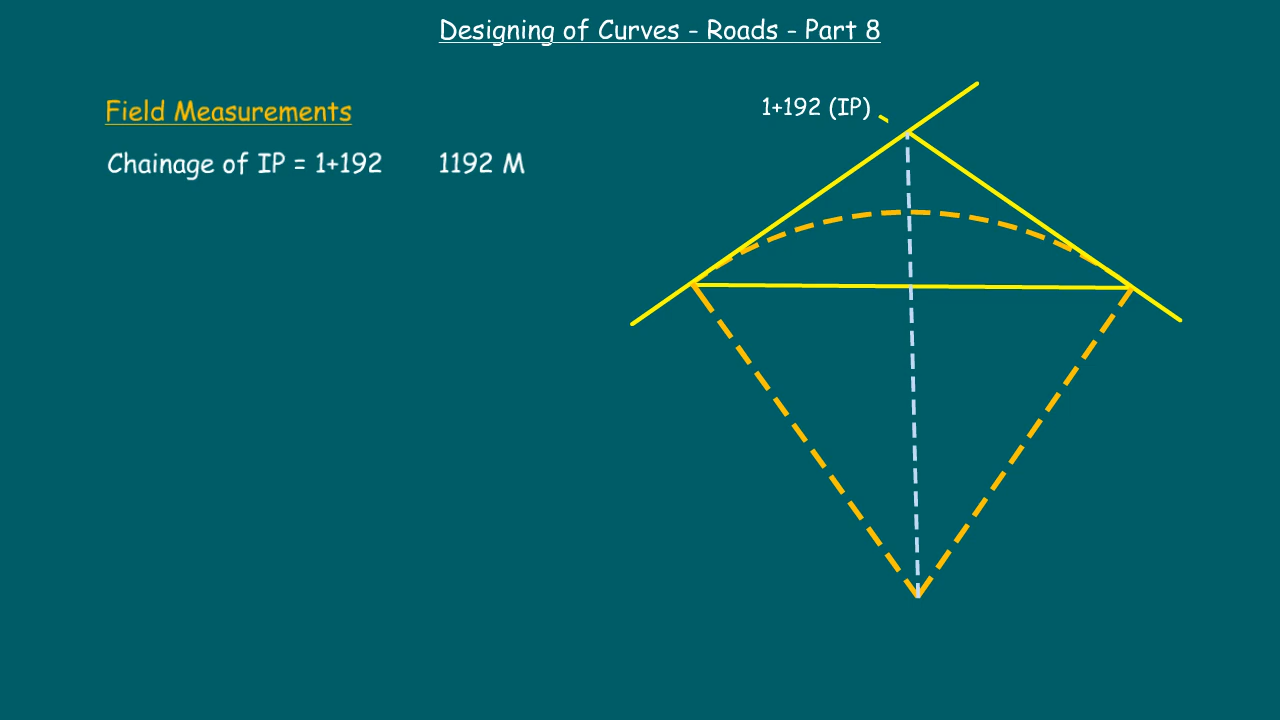 Designing of Curves - Roads - Part 8
Field Measurements
1+192 (IP)
Chainage of IP = 1+192 1192 M